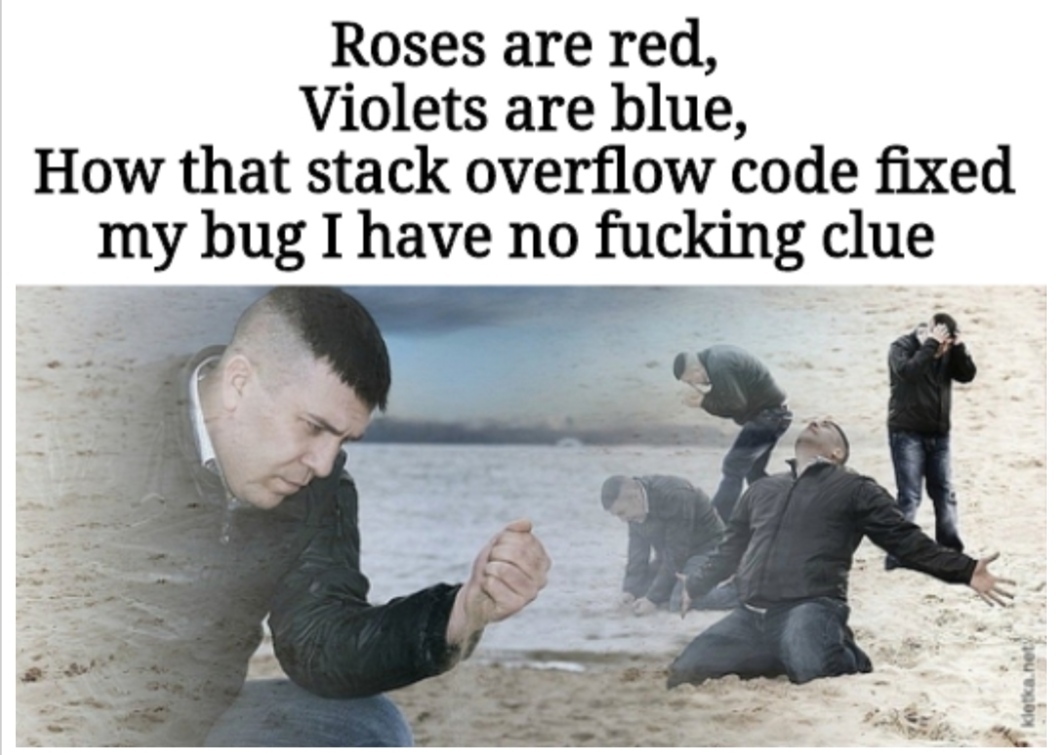 Roses are red,
Violets are blue,
How that stack overflow code fixed
my bug I have no fucking clue
kletka.net